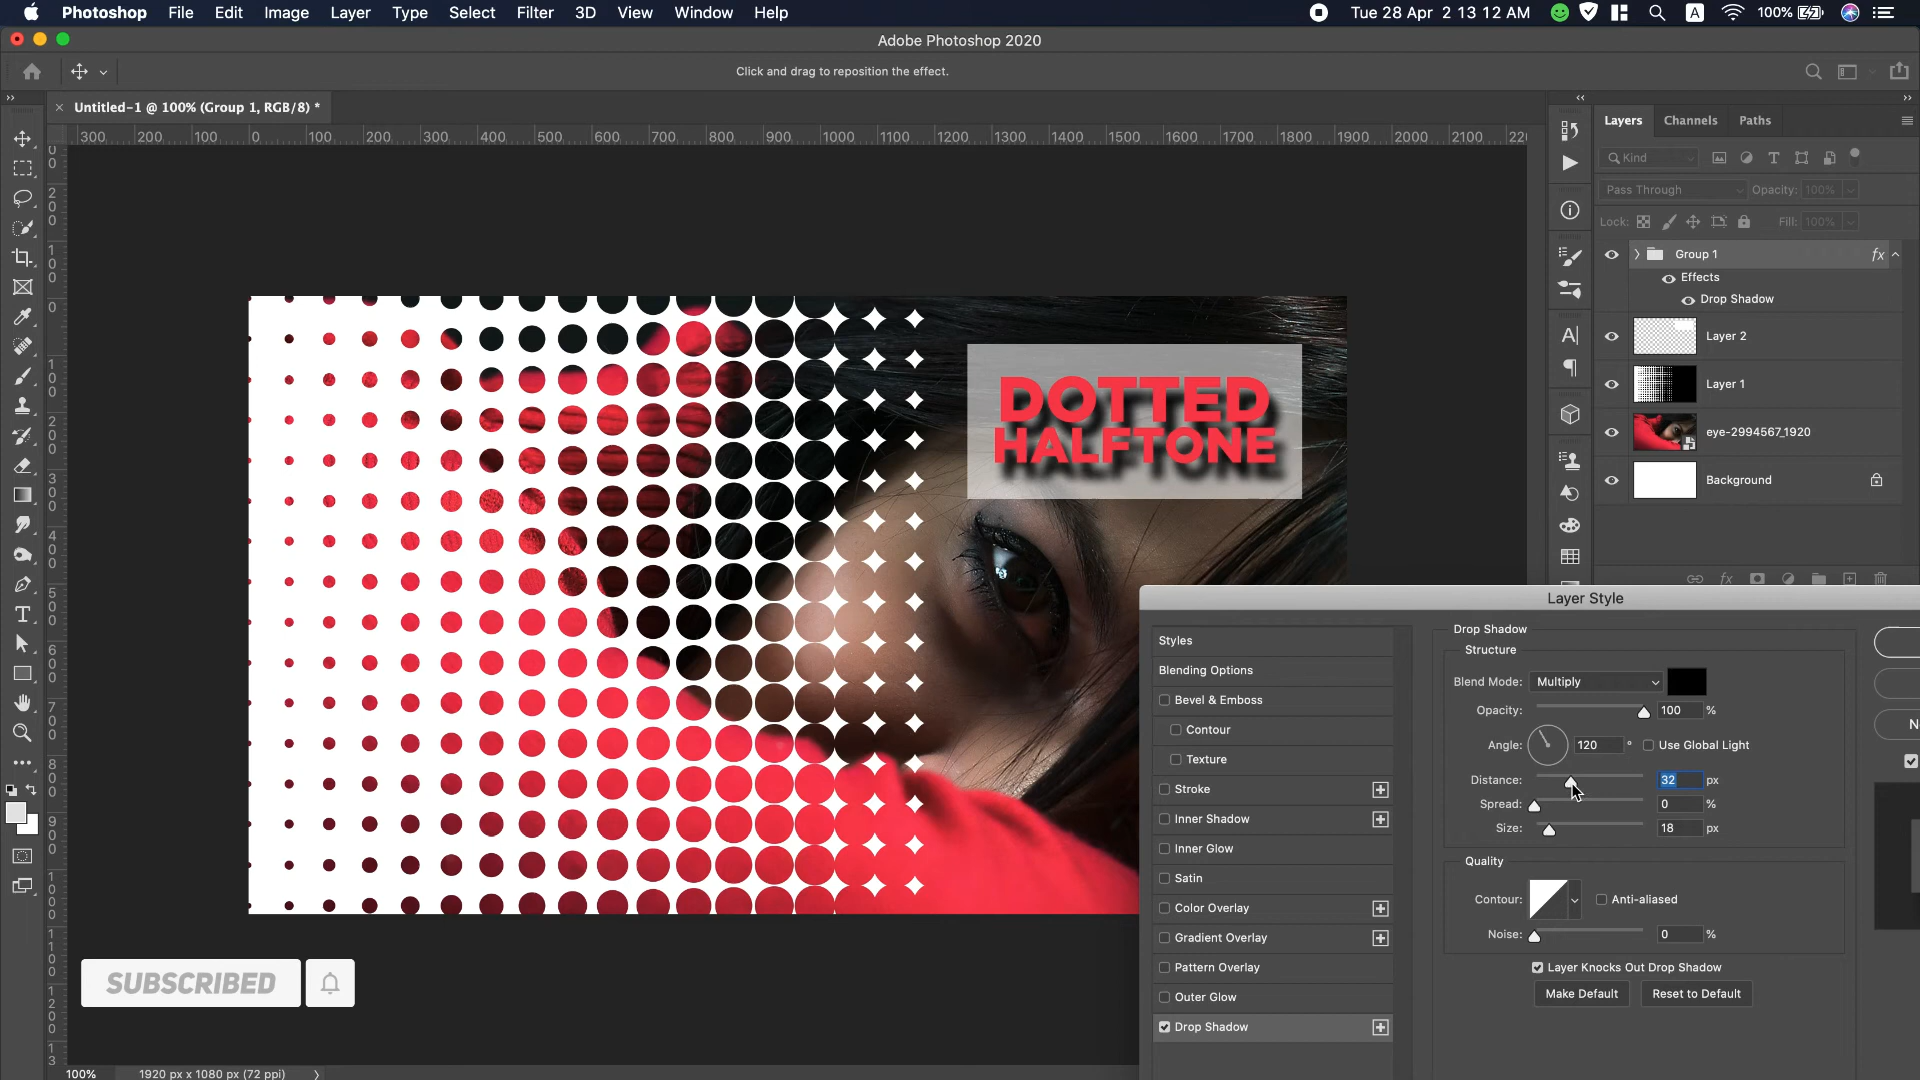 Photoshop File Edit Image Layer Type Select Filter 3D View Window Help Tue 28 Apr 2 13 12 AM A 100%
Adobe Photoshop 2020
Click and drag to reposition the effect.
Untitled-1 @ 100% (Group 1, RGB/8) *
300 200 100 0 100 200 300 400 500 600 700 800 900 1000 1100 1200 1300 1400 1500 1600 1700 1800 1900 2000 2100
Layers Channels Paths
Kind
Pass Through Opacity: 100%
Lock: Fill: 100%
Group 1 fx
Effects
Drop Shadow
Layer 2
Layer 1
eye-2994567_1920
Background
DOTTED
HALFTONE
Layer Style
Styles
Blending Options
Bevel & Emboss
Contour
Texture
Stroke
Inner Shadow
Inner Glow
Satin
Color Overlay
Gradient Overlay
Pattern Overlay
Outer Glow
Drop Shadow
Drop Shadow
Structure
Blend Mode: Multiply
Opacity: 100 %
Angle: 120 ° Use Global Light
Distance: 32 px
Spread: 0 %
Size: 18 px
Quality
Contour: Anti-aliased
Noise: 0 %
Layer Knocks Out Drop Shadow
Make Default Reset to Default
SUBSCRIBED
100% 1920 px x 1080 px (72 ppi)